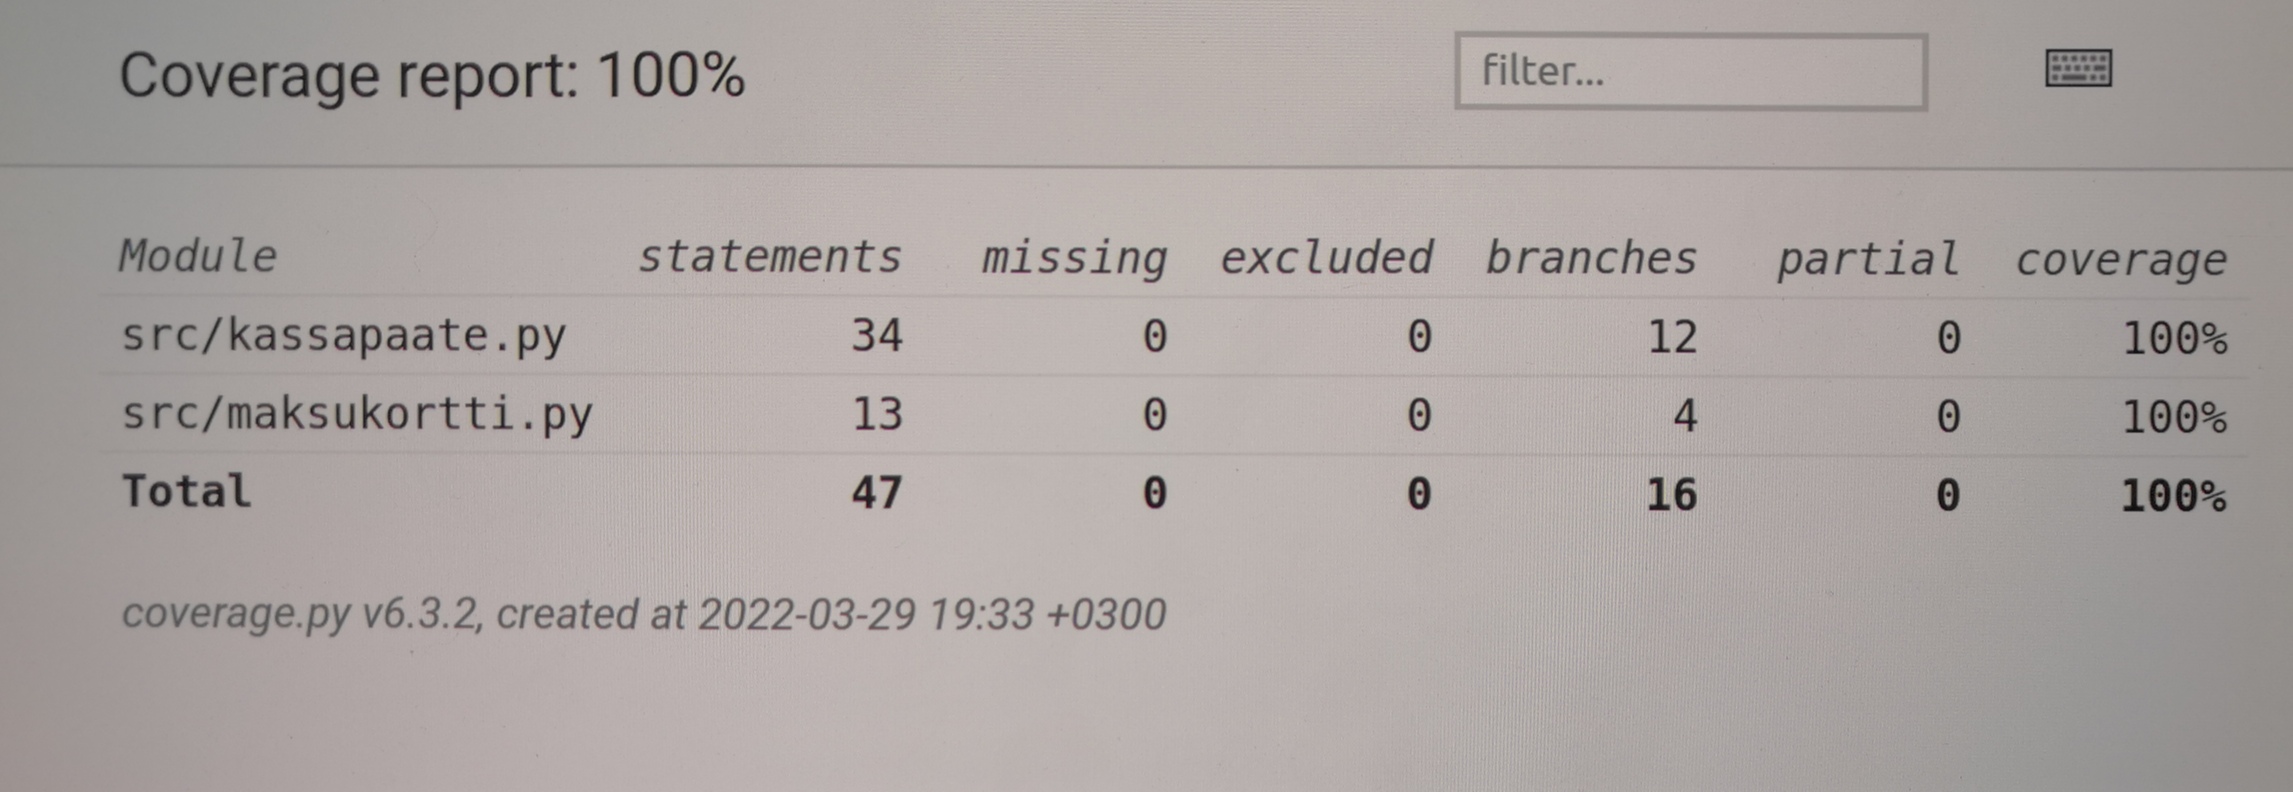 Coverage report: 100%
filter...
Module statements missing excluded branches partial coverage
src/kassapaate.py 34 0 0 12 0 100%
src/maksukortti.py 13 0 0 4 0 100%
Total 47 0 0 16 0 100%
coverage.py v6.3.2, created at 2022-03-29 19:33 +0300